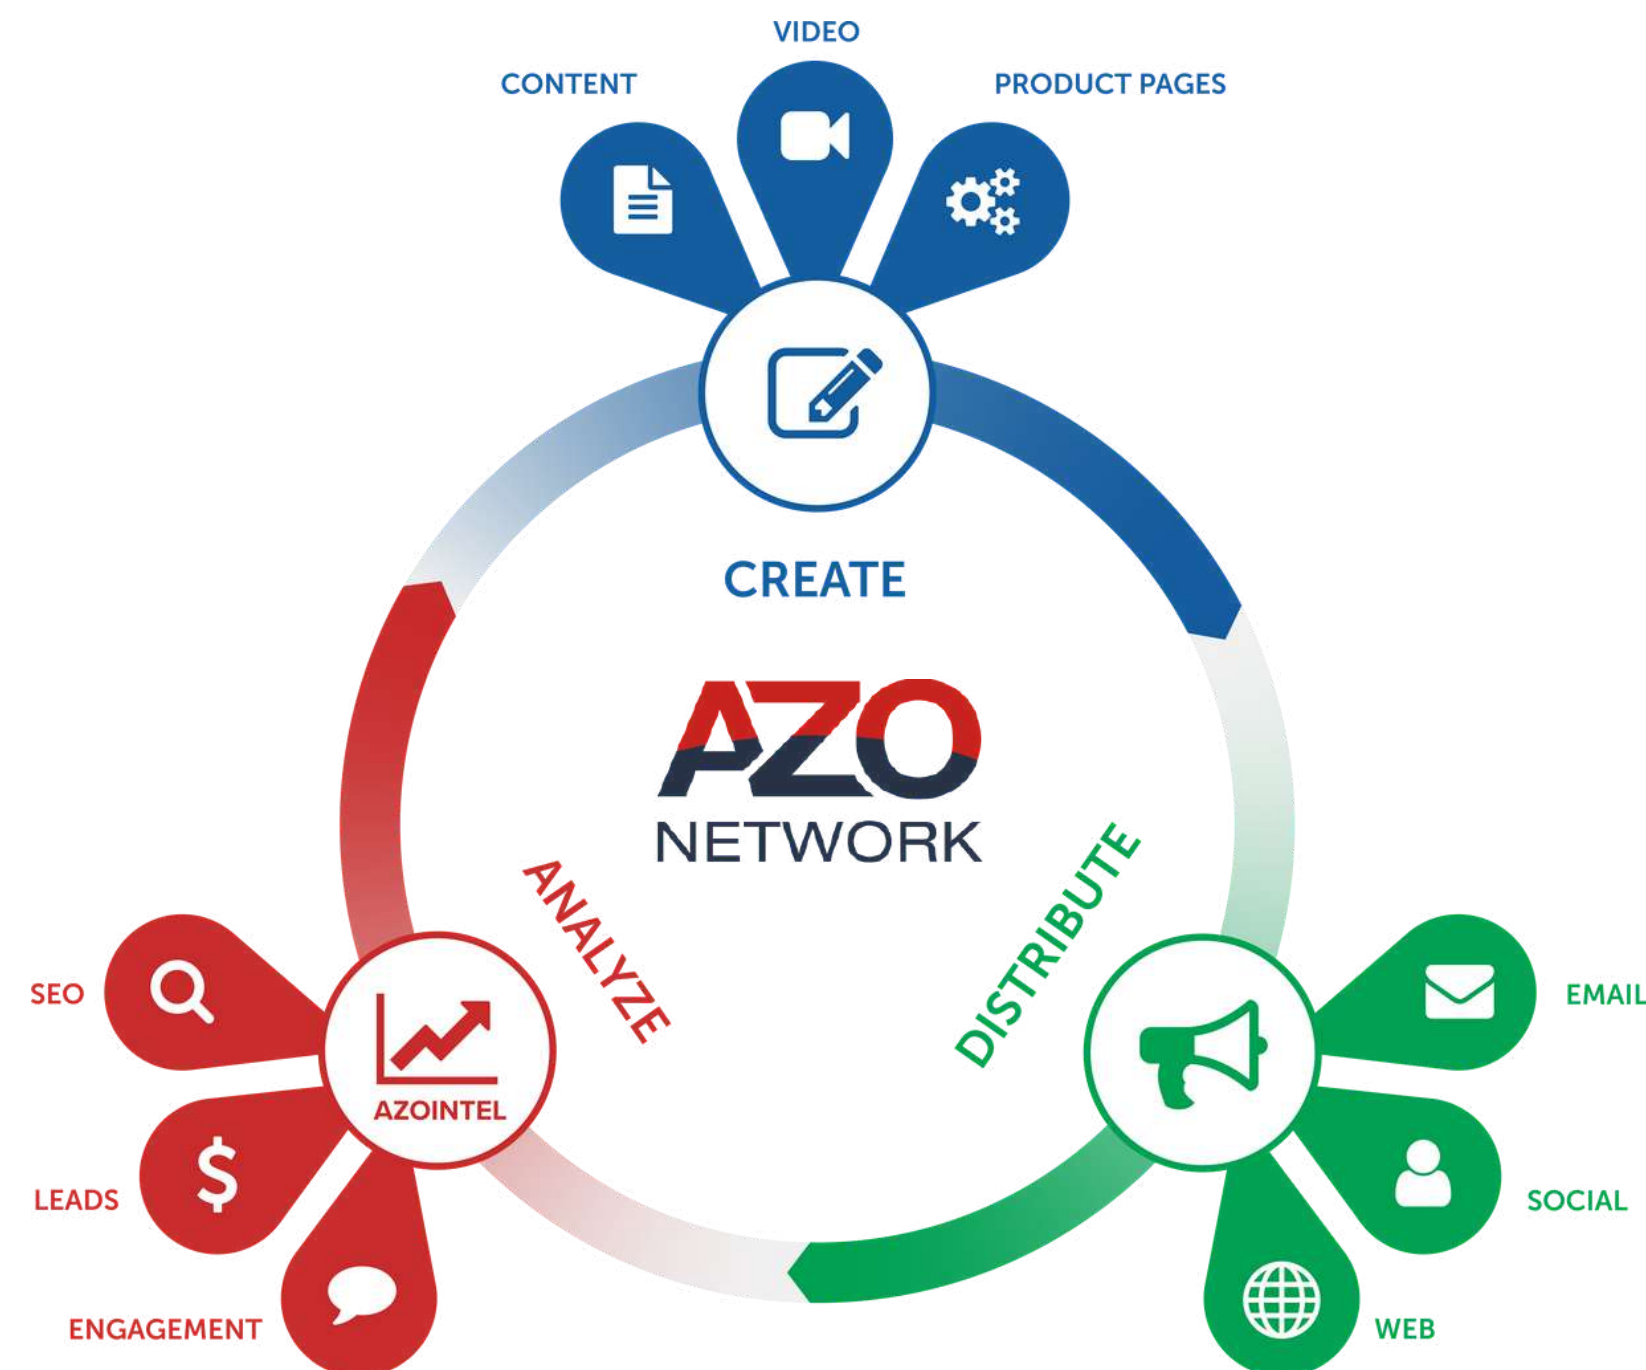 VIDEO
CONTENT
PRODUCT PAGES
CREATE
AZO
NETWORK
ANALYZE
DISTRIBUTE
SEO
AZOINTEL
LEADS
ENGAGEMENT
EMAIL
SOCIAL
WEB
$